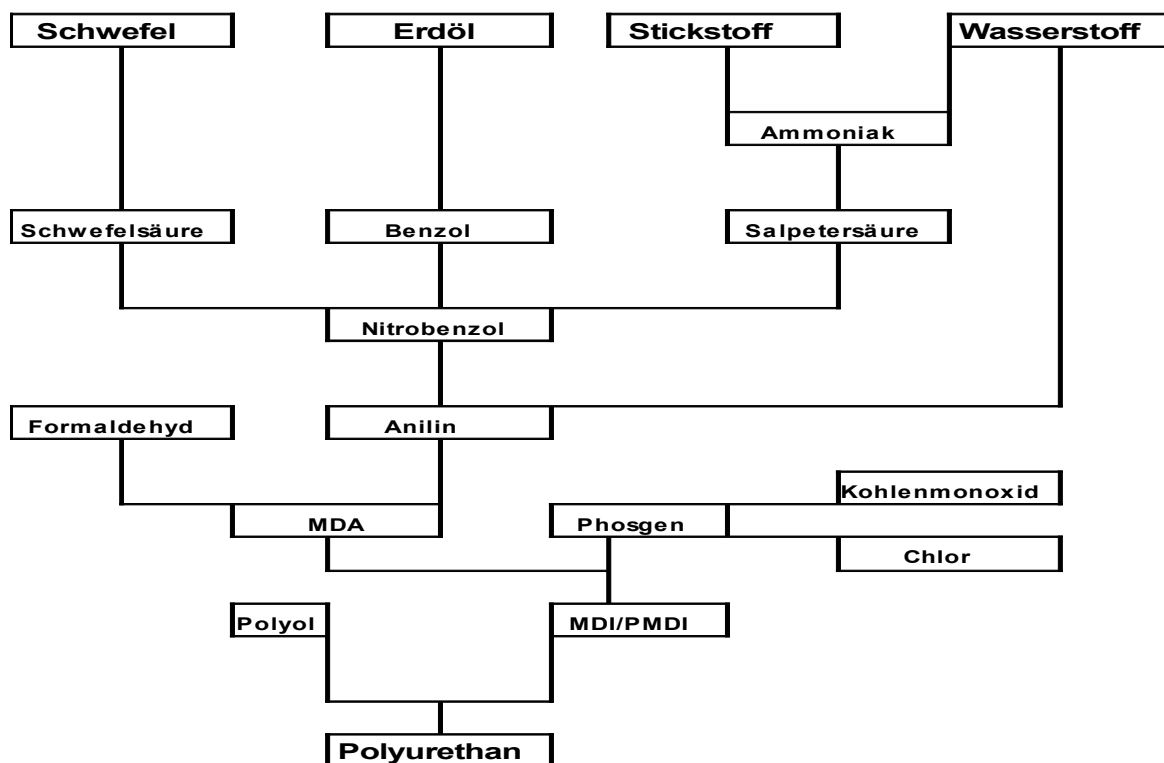 Schwefel
Erdöl
Stickstoff
Wasserstoff
Ammoniak
Schwefelsäure
Benzol
Salpetersäure
Nitrobenzol
Formaldehyd
Anilin
Kohlenmonoxid
MDA
Phosgen
Chlor
Polyol
MDI/PMDI
Polyurethan